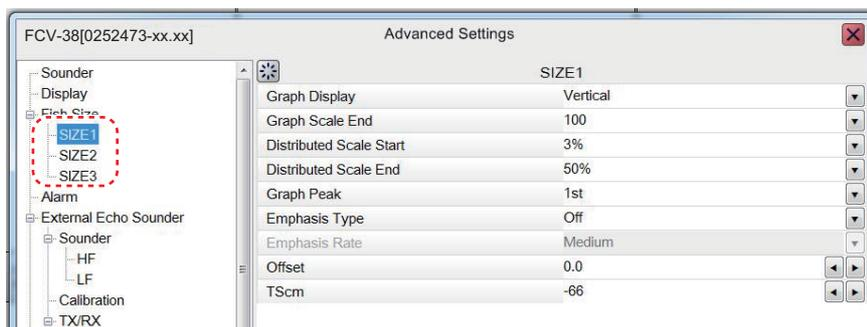 FCV-38[0252473-xx.xx]
Advanced Settings
Sounder
Display
Fish Size
SIZE1
SIZE2
SIZE3
Alarm
External Echo Sounder
Sounder
HF
LF
Calibration
TX/RX
SIZE1
Graph Display Vertical
Graph Scale End 100
Distributed Scale Start 3%
Distributed Scale End 50%
Graph Peak 1st
Emphasis Type Off
Emphasis Rate Medium
Offset 0.0
TScm -66